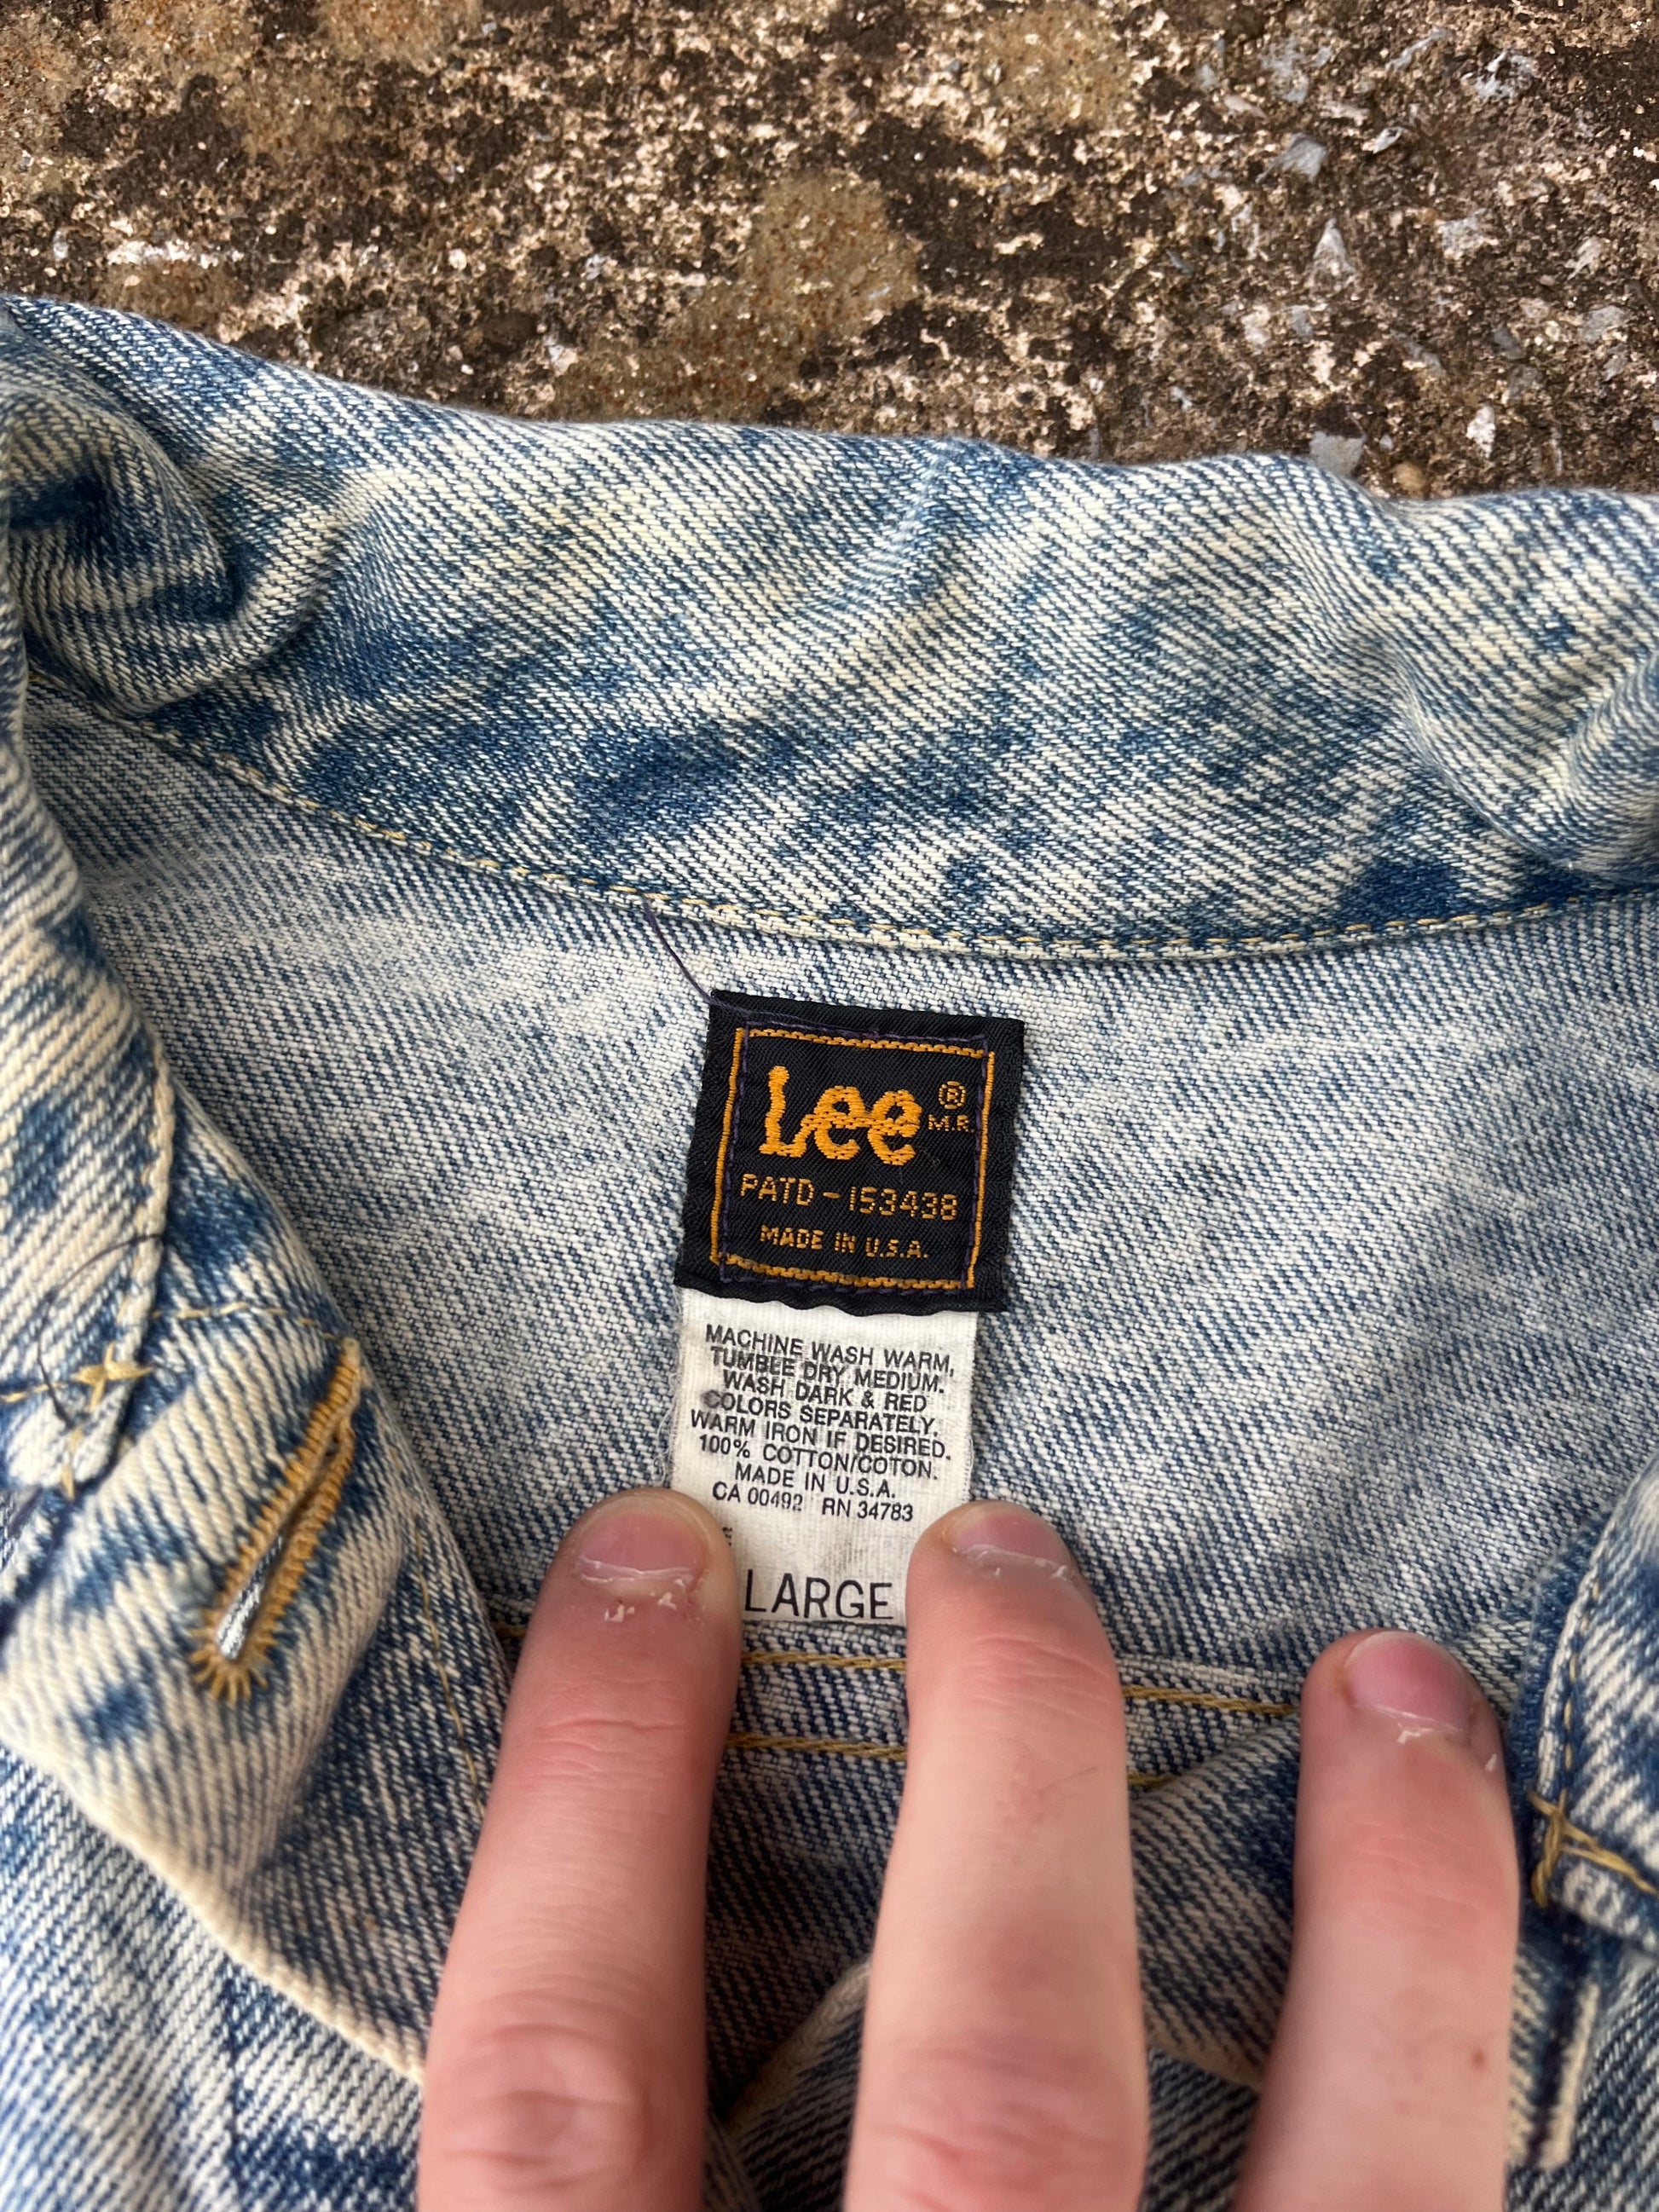 Lee ®
M.R.
PATD-153438
MADE IN U.S.A.
MACHINE WASH WARM,
TUMBLE DRY MEDIUM.
WASH DARK & RED
COLORS SEPARATELY.
WARM IRON IF DESIRED.
100% COTTON/COTON.
MADE IN U.S.A.
CA 00492 RN 34783
LARGE